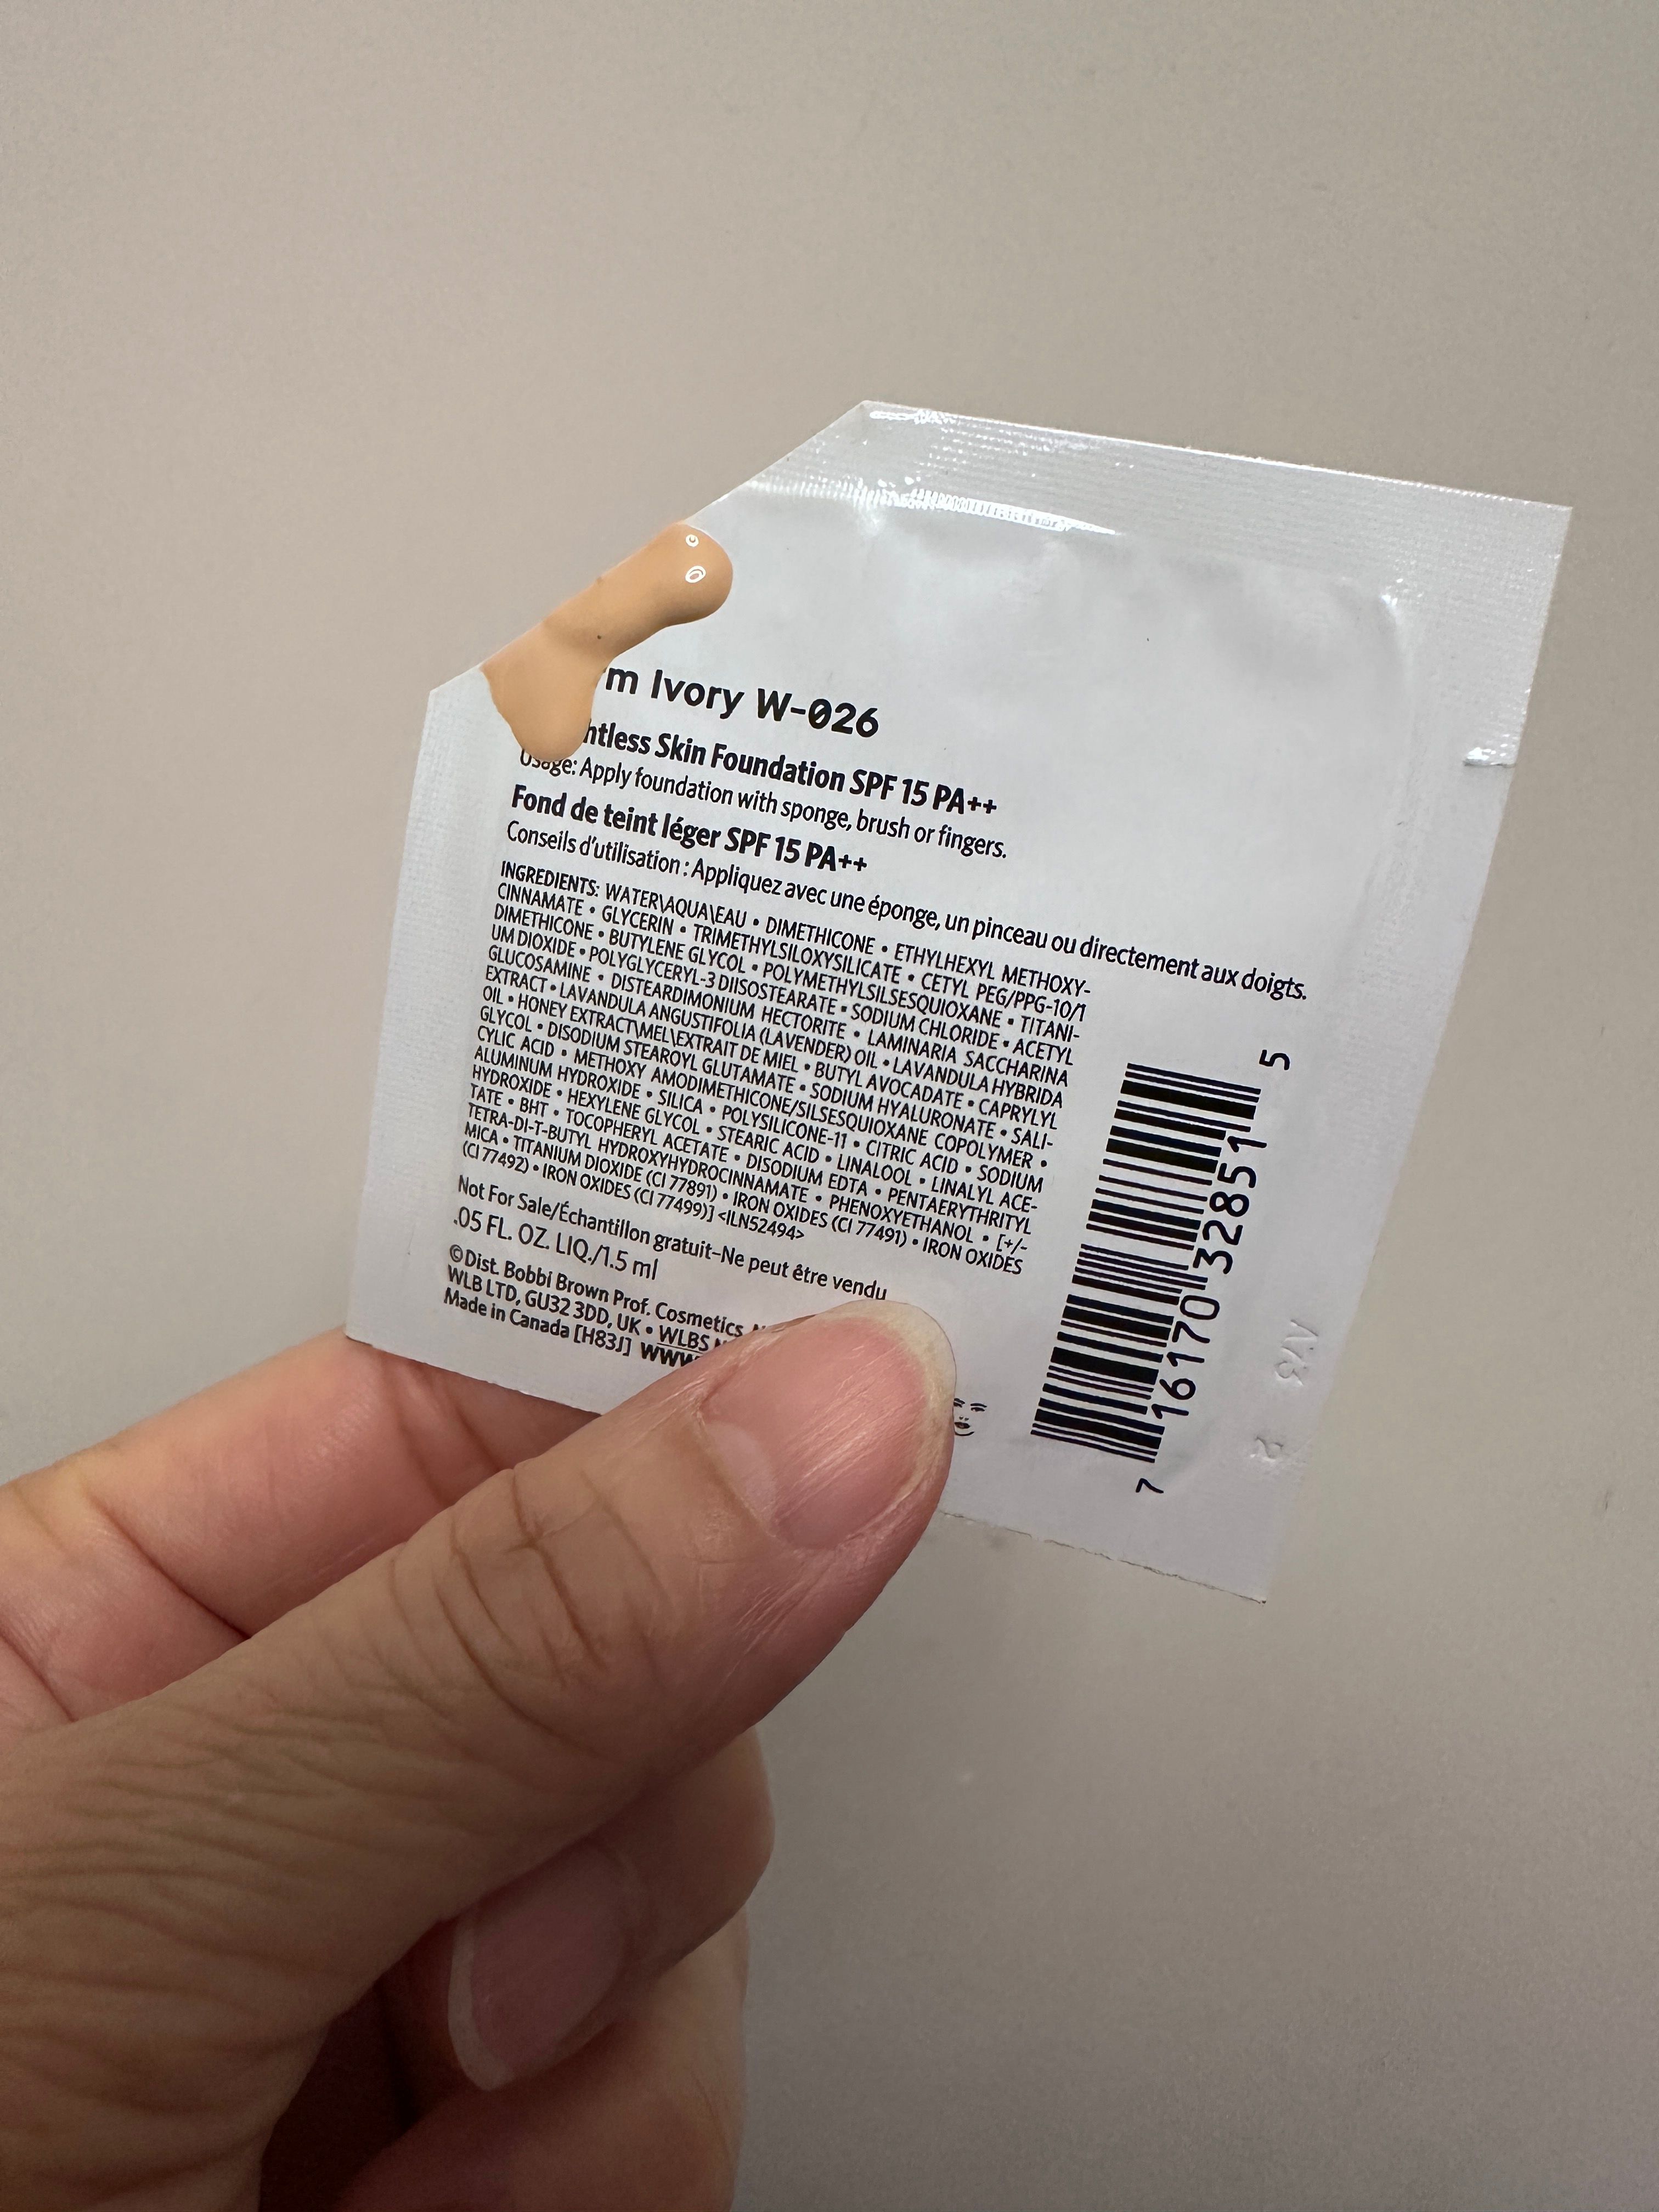 rm Ivory W-026
htless Skin Foundation SPF 15 PA++
Usage: Apply foundation with sponge, brush or fingers.
Fond de teint léger SPF 15 PA++
Conseils d'utilisation : Appliquez avec une éponge, un pinceau ou directement aux doigts.
INGREDIENTS: WATER\AQUA\EAU • DIMETHICONE • ETHYLHEXYL METHOXY-
CINNAMATE • GLYCERIN • TRIMETHYLSILOXYSILICATE • CETYL PEG/PPG-10/1
DIMETHICONE • BUTYLENE GLYCOL • POLYMETHYLSILSESQUIOXANE • TITANI-
UM DIOXIDE • POLYGLYCERYL-3 DIISOSTEARATE • SODIUM CHLORIDE • ACETYL
GLUCOSAMINE • DISTEARDIMONIUM HECTORITE • LAMINARIA SACCHARINA
EXTRACT • LAVANDULA ANGUSTIFOLIA (LAVENDER) OIL • LAVANDULA HYBRIDA
OIL • HONEY EXTRACT\MEL\EXTRAIT DE MIEL • BUTYL AVOCADATE • CAPRYLYL
GLYCOL • DISODIUM STEAROYL GLUTAMATE • SODIUM HYALURONATE • SALI-
CYLIC ACID • METHOXY AMODIMETHICONE/SILSESQUIOXANE COPOLYMER •
ALUMINUM HYDROXIDE • SILICA • POLYSILICONE-11 • CITRIC ACID • SODIUM
HYDROXIDE • HEXYLENE GLYCOL • STEARIC ACID • LINALOOL • LINALYL ACE-
TATE • BHT • TOCOPHERYL ACETATE • DISODIUM EDTA • PENTAERYTHRITYL
TETRA-DI-T-BUTYL HYDROXYHYDROCINNAMATE • PHENOXYETHANOL • [+/-
MICA • TITANIUM DIOXIDE (CI 77891) • IRON OXIDES (CI 77491) • IRON OXIDES
(CI 77492) • IRON OXIDES (CI 77499)] <ILN52494>
Not For Sale/Échantillon gratuit–Ne peut être vendu
.05 FL. OZ. LIQ./1.5 ml
©Dist. Bobbi Brown Prof. Cosmetics
WLB LTD, GU32 3DD, UK • WLBS
Made in Canada [H83J] WWW
7 16170 32851 5